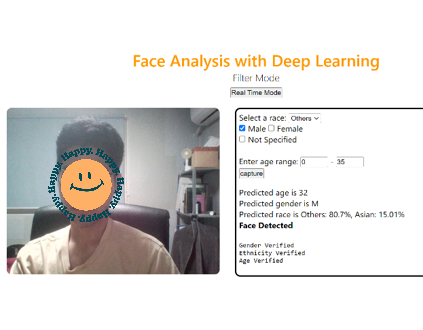 Face Analysis with Deep Learning
Filter Mode
Real Time Mode
Happy. Happy. Happy. Happy. Happy. Happy. Happy.
Select a race: Others
Male Female
Not Specified
Enter age range: 0 - 35
capture
Predicted age is 32
Predicted gender is M
Predicted race is Others: 80.7%, Asian: 15.01%
Face Detected
Gender Verified
Ethnicity Verified
Age Verified